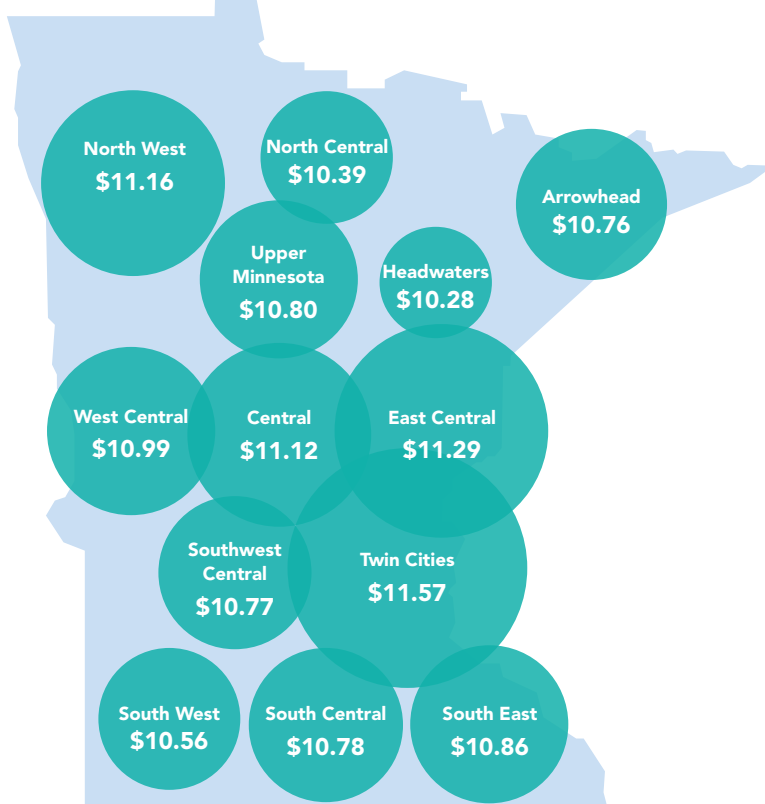 North West
$11.16
North Central
$10.39
Arrowhead
$10.76
Upper
Minnesota
$10.80
Headwaters
$10.28
West Central
$10.99
Central
$11.12
East Central
$11.29
Southwest
Central
$10.77
Twin Cities
$11.57
South West
$10.56
South Central
$10.78
South East
$10.86